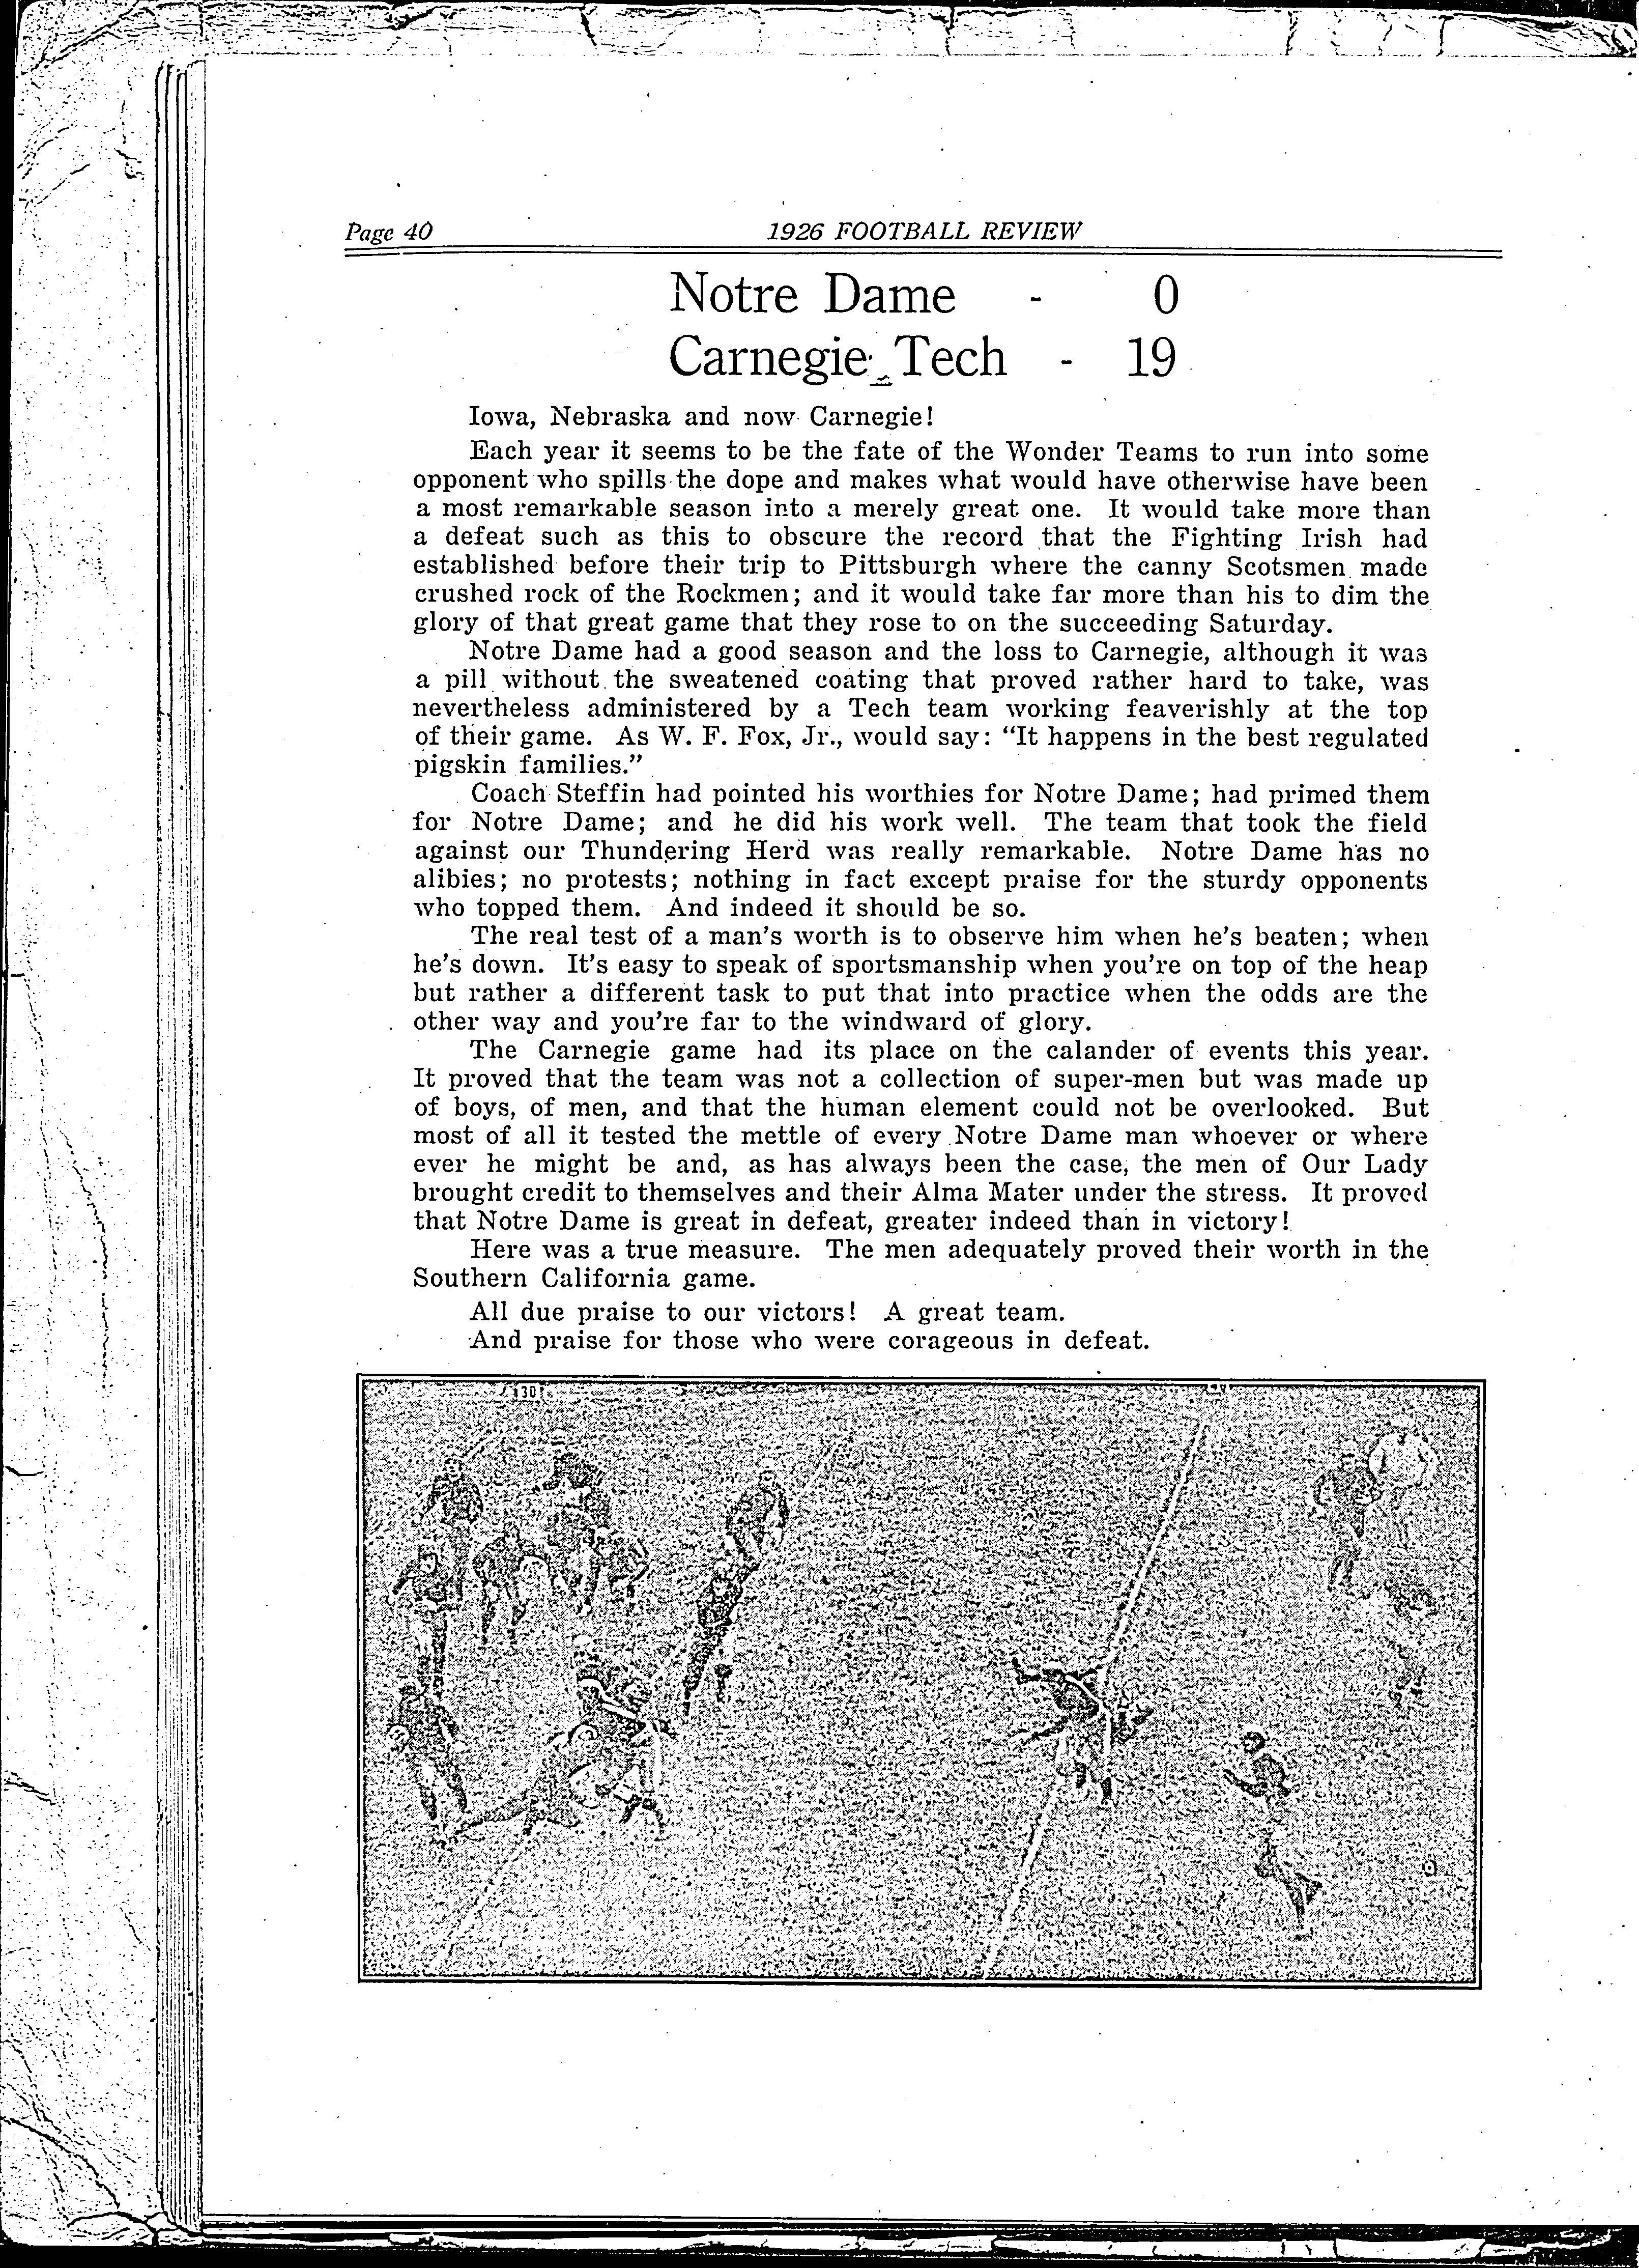 Page 40 1926 FOOTBALL REVIEW
Notre Dame - 0
Carnegie Tech - 19
Iowa, Nebraska and now Carnegie!
Each year it seems to be the fate of the Wonder Teams to run into some
opponent who spills the dope and makes what would have otherwise have been
a most remarkable season into a merely great one. It would take more than
a defeat such as this to obscure the record that the Fighting Irish had
established before their trip to Pittsburgh where the canny Scotsmen made
crushed rock of the Rockmen; and it would take far more than his to dim the
glory of that great game that they rose to on the succeeding Saturday.
Notre Dame had a good season and the loss to Carnegie, although it was
a pill without the sweatened coating that proved rather hard to take, was
nevertheless administered by a Tech team working feaverishly at the top
of their game. As W. F. Fox, Jr., would say: “It happens in the best regulated
pigskin families.”
Coach Steffin had pointed his worthies for Notre Dame; had primed them
for Notre Dame; and he did his work well. The team that took the field
against our Thundering Herd was really remarkable. Notre Dame has no
alibies; no protests; nothing in fact except praise for the sturdy opponents
who topped them. And indeed it should be so.
The real test of a man's worth is to observe him when he's beaten; when
he's down. It's easy to speak of sportsmanship when you're on top of the heap
but rather a different task to put that into practice when the odds are the
other way and you're far to the windward of glory.
The Carnegie game had its place on the calander of events this year.
It proved that the team was not a collection of super-men but was made up
of boys, of men, and that the human element could not be overlooked. But
most of all it tested the mettle of every Notre Dame man whoever or where
ever he might be and, as has always been the case, the men of Our Lady
brought credit to themselves and their Alma Mater under the stress. It proved
that Notre Dame is great in defeat, greater indeed than in victory!
Here was a true measure. The men adequately proved their worth in the
Southern California game.
All due praise to our victors! A great team.
And praise for those who were corageous in defeat.
30